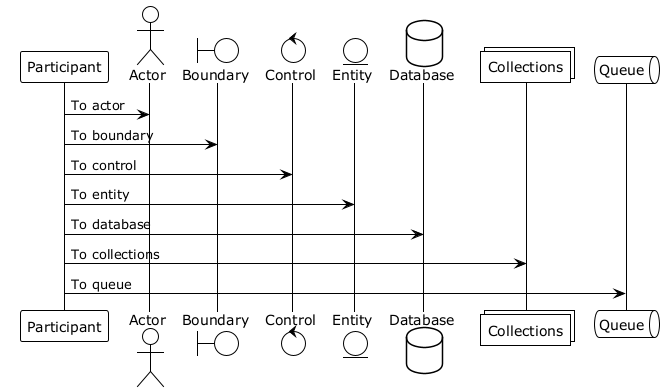 Participant
Actor
Boundary
Control
Entity
Database
Collections
Queue
To actor
To boundary
To control
To entity
To database
To collections
To queue
Participant
Actor
Boundary
Control
Entity
Database
Collections
Queue